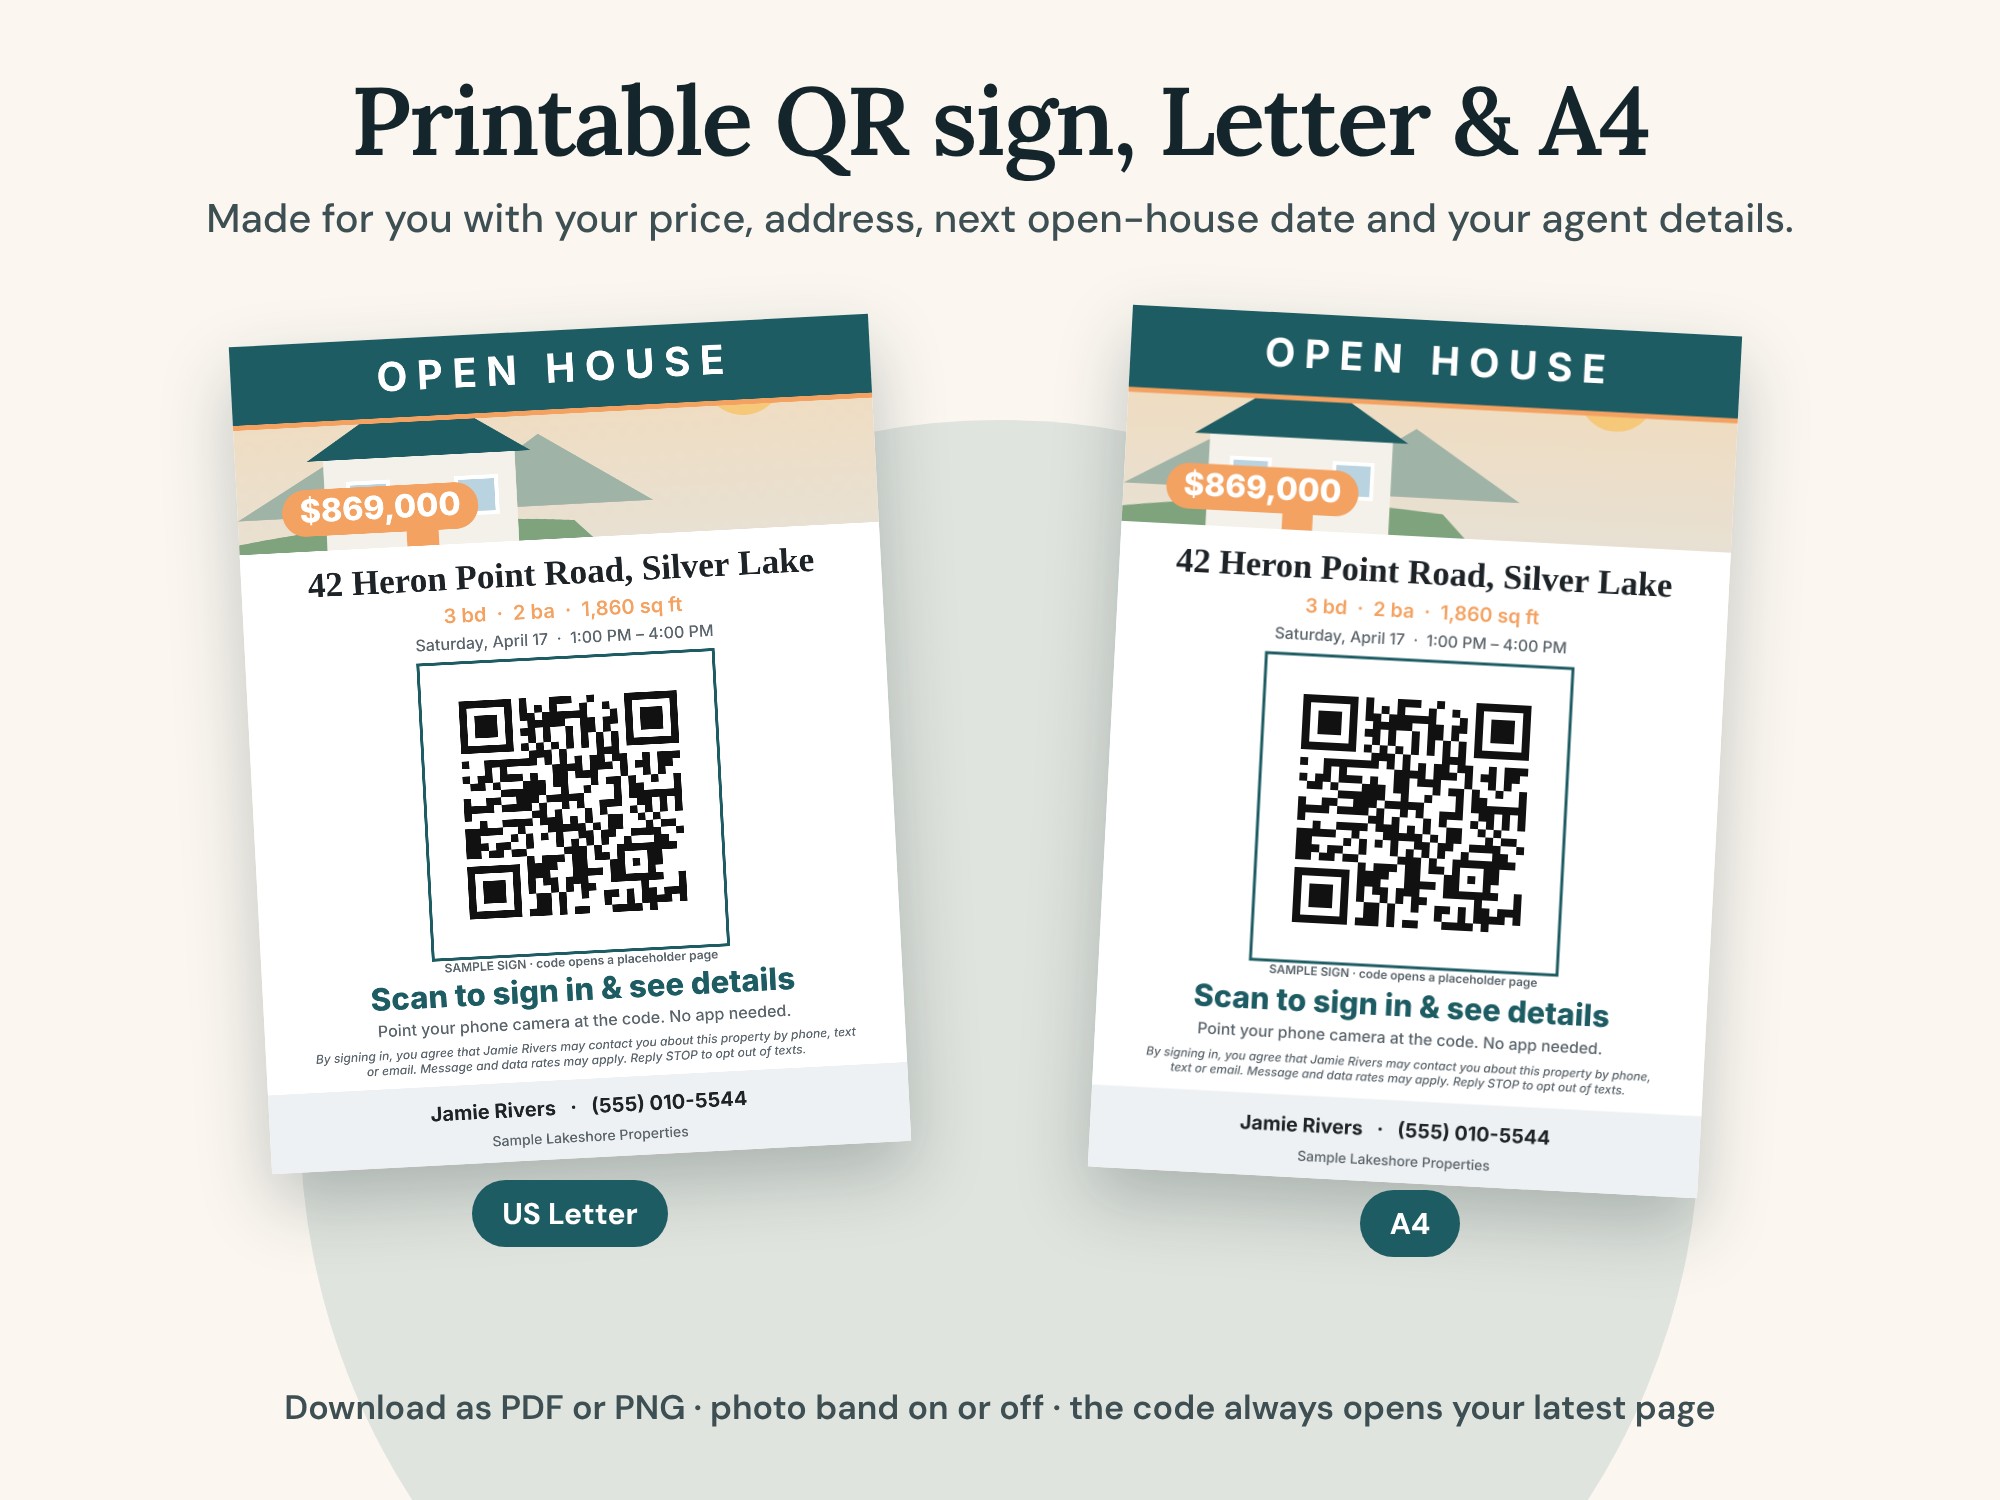 Printable QR sign, Letter & A4
Made for you with your price, address, next open-house date and your agent details.
OPEN HOUSE
$869,000
42 Heron Point Road, Silver Lake
3 bd · 2 ba · 1,860 sq ft
Saturday, April 17 · 1:00 PM – 4:00 PM
SAMPLE SIGN · code opens a placeholder page
Scan to sign in & see details
Point your phone camera at the code. No app needed.
By signing in, you agree that Jamie Rivers may contact you about this property by phone, text
or email. Message and data rates may apply. Reply STOP to opt out of texts.
Jamie Rivers · (555) 010-5544
Sample Lakeshore Properties
US Letter
OPEN HOUSE
$869,000
42 Heron Point Road, Silver Lake
3 bd · 2 ba · 1,860 sq ft
Saturday, April 17 · 1:00 PM – 4:00 PM
SAMPLE SIGN · code opens a placeholder page
Scan to sign in & see details
Point your phone camera at the code. No app needed.
By signing in, you agree that Jamie Rivers may contact you about this property by phone,
text or email. Message and data rates may apply. Reply STOP to opt out of texts.
Jamie Rivers · (555) 010-5544
Sample Lakeshore Properties
A4
Download as PDF or PNG · photo band on or off · the code always opens your latest page